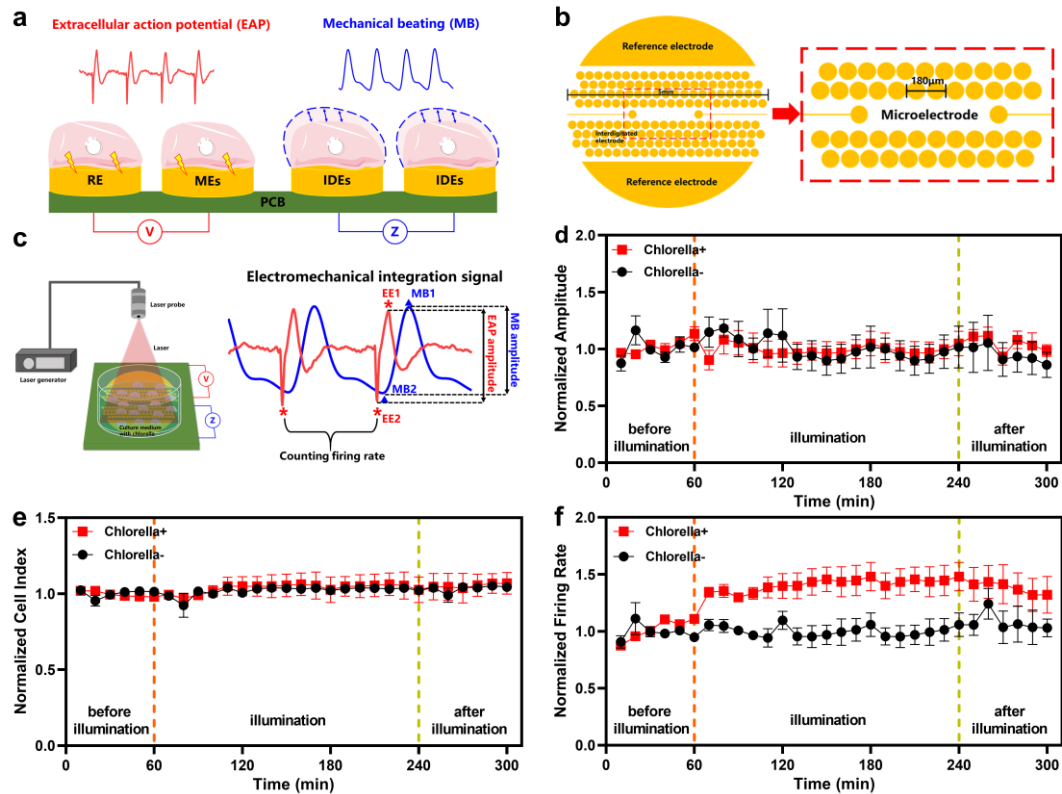 a
Extracellular action potential (EAP)
Mechanical beating (MB)
RE
MEs
IDEs
IDEs
PCB
V
Z
b
Reference electrode
5mm
Interdigitated
electrode
Reference electrode
180μm
Microelectrode
c
Laser probe
Laser
Laser generator
Culture medium
with chlorella
V
Z
Electromechanical integration signal
EE1
MB1
EAP amplitude
MB amplitude
MB2
EE2
Counting firing rate
d
Normalized Amplitude
2.0
1.5
1.0
0.5
0.0
Chlorella+
Chlorella-
before
illumination
illumination
after
illumination
0
60
120
180
240
300
Time (min)
e
Normalized Cell Index
1.5
1.0
0.5
0.0
Chlorella+
Chlorella-
before
illumination
illumination
after
illumination
0
60
120
180
240
300
Time (min)
f
Normalized Firing Rate
2.0
1.5
1.0
0.5
0.0
Chlorella+
Chlorella-
before
illumination
illumination
after
illumination
0
60
120
180
240
300
Time (min)